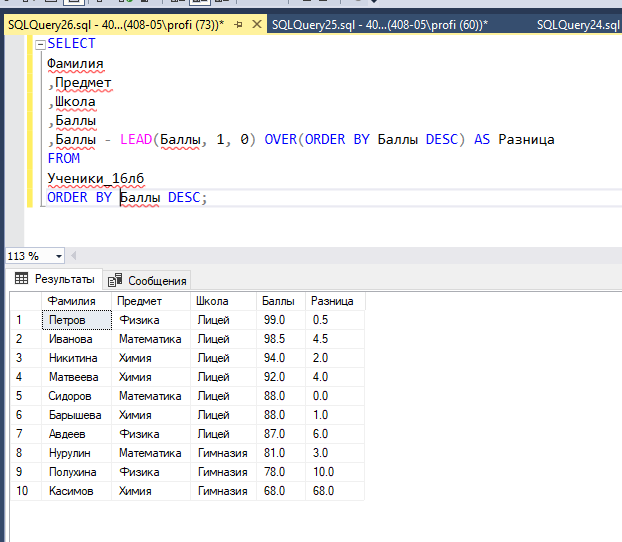 SQLQuery26.sql - 40...(408-05\profi (73))* SQLQuery25.sql - 40...(408-05\profi (60))* SQLQuery24.sql
SELECT
Фамилия
,Предмет
,Школа
,Баллы
,Баллы - LEAD(Баллы, 1, 0) OVER(ORDER BY Баллы DESC) AS Разница
FROM
Ученики_16лб
ORDER BY Баллы DESC;
113 %
Результаты Сообщения
Фамилия Предмет Школа Баллы Разница
1 Петров Физика Лицей 99.0 0.5
2 Иванова Математика Лицей 98.5 4.5
3 Никитина Химия Лицей 94.0 2.0
4 Матвеева Химия Лицей 92.0 4.0
5 Сидоров Математика Лицей 88.0 0.0
6 Барышева Химия Лицей 88.0 1.0
7 Авдеев Физика Лицей 87.0 6.0
8 Нурулин Математика Гимназия 81.0 3.0
9 Полухина Физика Гимназия 78.0 10.0
10 Касимов Химия Гимназия 68.0 68.0